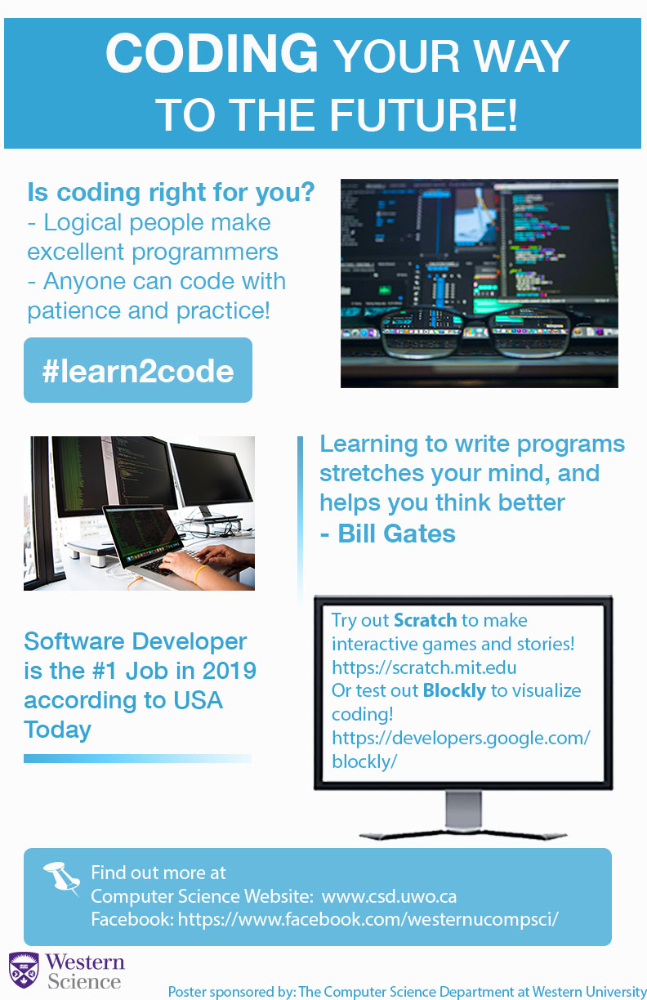 CODING YOUR WAY
TO THE FUTURE!
Is coding right for you?
- Logical people make
excellent programmers
- Anyone can code with
patience and practice!
#learn2code
Learning to write programs
stretches your mind, and
helps you think better
- Bill Gates
Software Developer
is the #1 Job in 2019
according to USA
Today
Try out Scratch to make
interactive games and stories!
https://scratch.mit.edu
Or test out Blockly to visualize
coding!
https://developers.google.com/
blockly/
Find out more at
Computer Science Website: www.csd.uwo.ca
Facebook: https://www.facebook.com/westernucompsci/
Western
Science
Poster sponsored by: The Computer Science Department at Western University